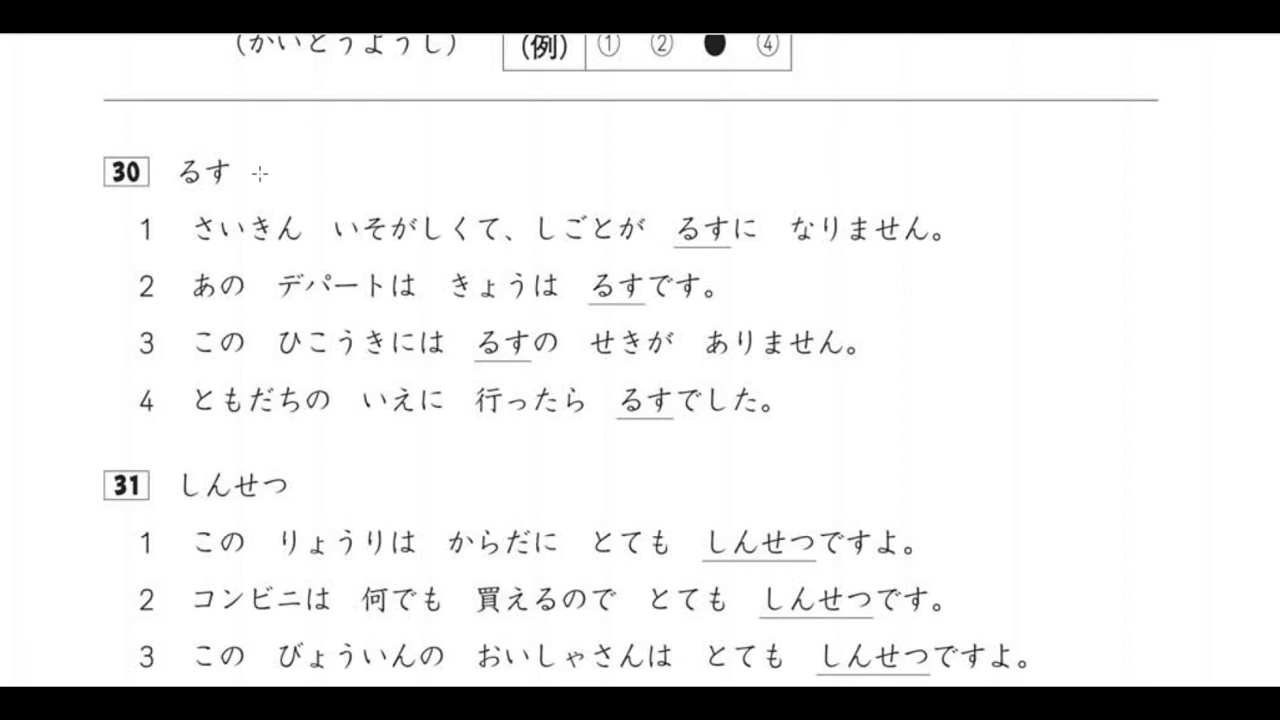 (かいとうようし) (例) ① ② ● ④
30 るす
1 さいきん いそがしくて、しごとが るすに なりません。
2 あの デパートは きょうは るすです。
3 この ひこうきには るすの せきが ありません。
4 ともだちの いえに 行ったら るすでした。
31 しんせつ
1 この りょうりは からだに とても しんせつですよ。
2 コンビニは 何でも 買えるので とても しんせつです。
3 この びょういんの おいしゃさんは とても しんせつですよ。